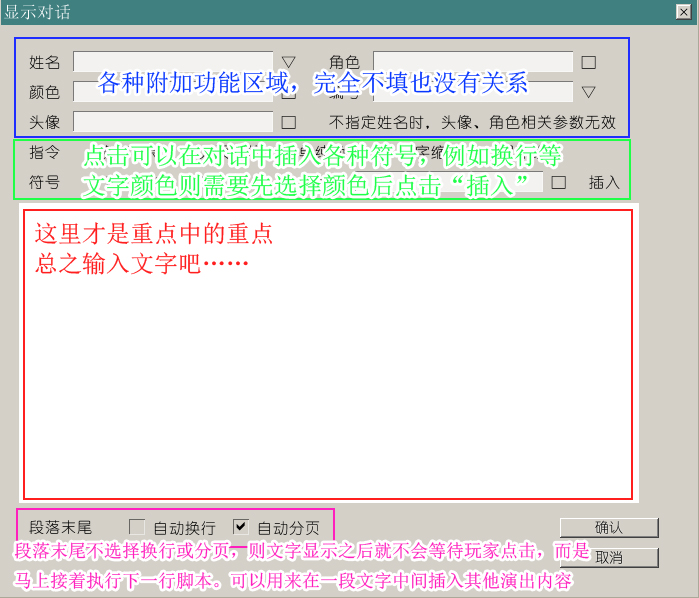 显示对话
姓名 角色
各种附加功能区域，完全不填也没有关系
颜色
头像 不指定姓名时，头像、角色相关参数无效
指令
点击可以在对话中插入各种符号，例如换行等
符号 插入
文字颜色则需要先选择颜色后点击“插入”
这里才是重点中的重点
总之输入文字吧……
段落末尾 自动换行 自动分页 确认
段落末尾不选择换行或分页，则文字显示之后就不会等待玩家点击，而是
取消
马上接着执行下一行脚本。可以用来在一段文字中间插入其他演出内容